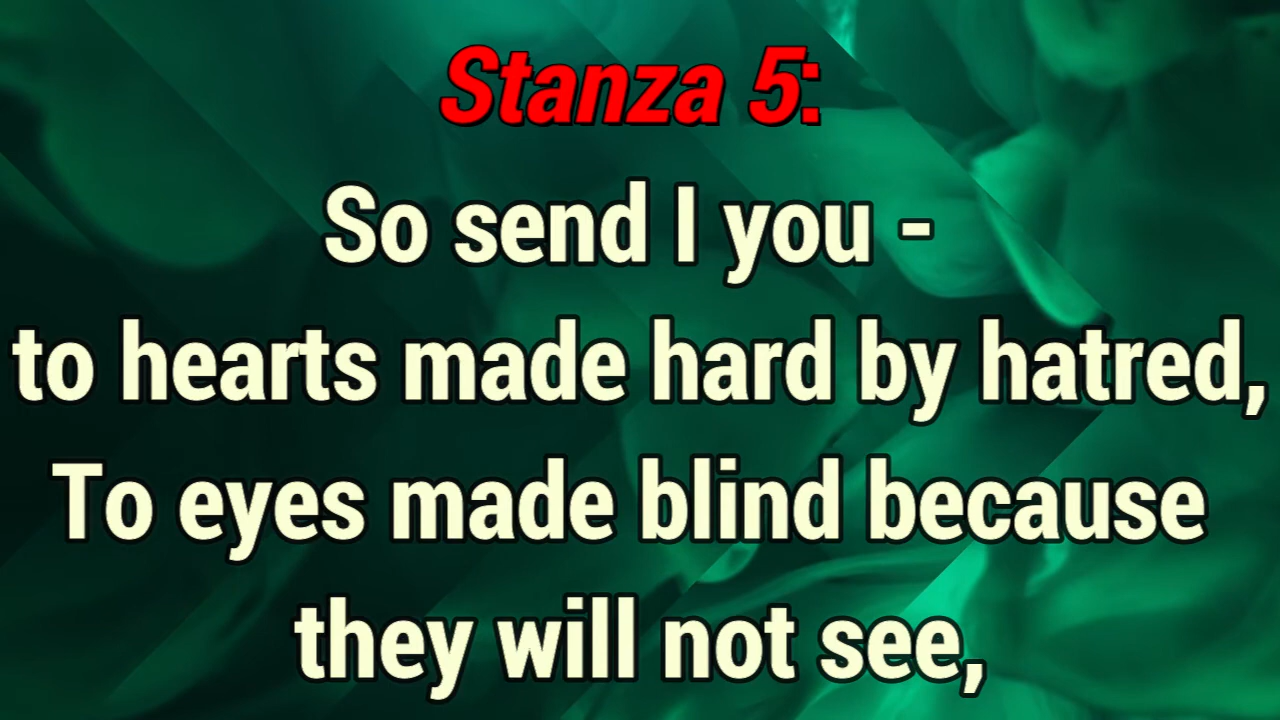 Stanza 5:
So send I you -
to hearts made hard by hatred,
To eyes made blind because
they will not see,